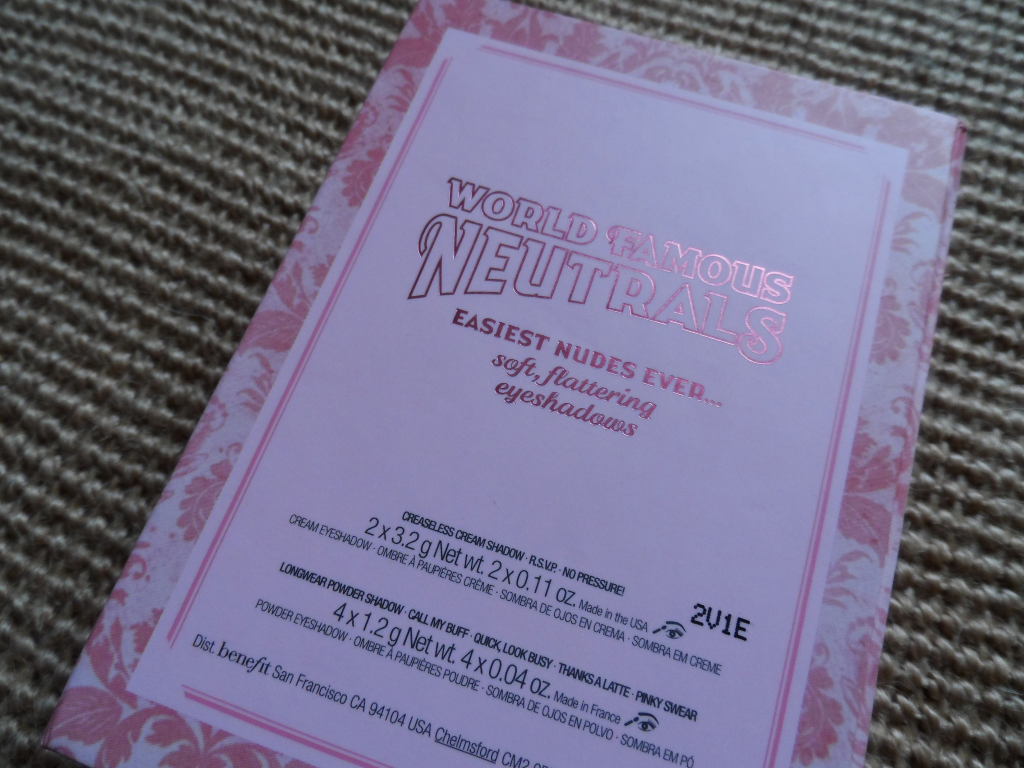 WORLD FAMOUS
NEUTRALS
EASIEST NUDES EVER...
soft, flattering
eyeshadows
CREASELESS CREAM SHADOW · R.S.V.P. · NO PRESSURE!
2 x 3.2 g Net wt. 2 x 0.11 oz. Made in the USA
CREAM EYESHADOW · OMBRE À PAUPIÈRES CRÈME · SOMBRA DE OJOS EN CREMA · SOMBRA EM CREME
2V1E
LONGWEAR POWDER SHADOW · CALL MY BUFF · QUICK, LOOK BUSY · THANKS A LATTE · PINKY SWEAR
4 x 1.2 g Net wt. 4 x 0.04 oz. Made in France
POWDER EYESHADOW · OMBRE À PAUPIÈRES POUDRE · SOMBRA DE OJOS EN POLVO · SOMBRA EM PÓ
Dist. benefit San Francisco CA 94104 USA Chelmsford CM2